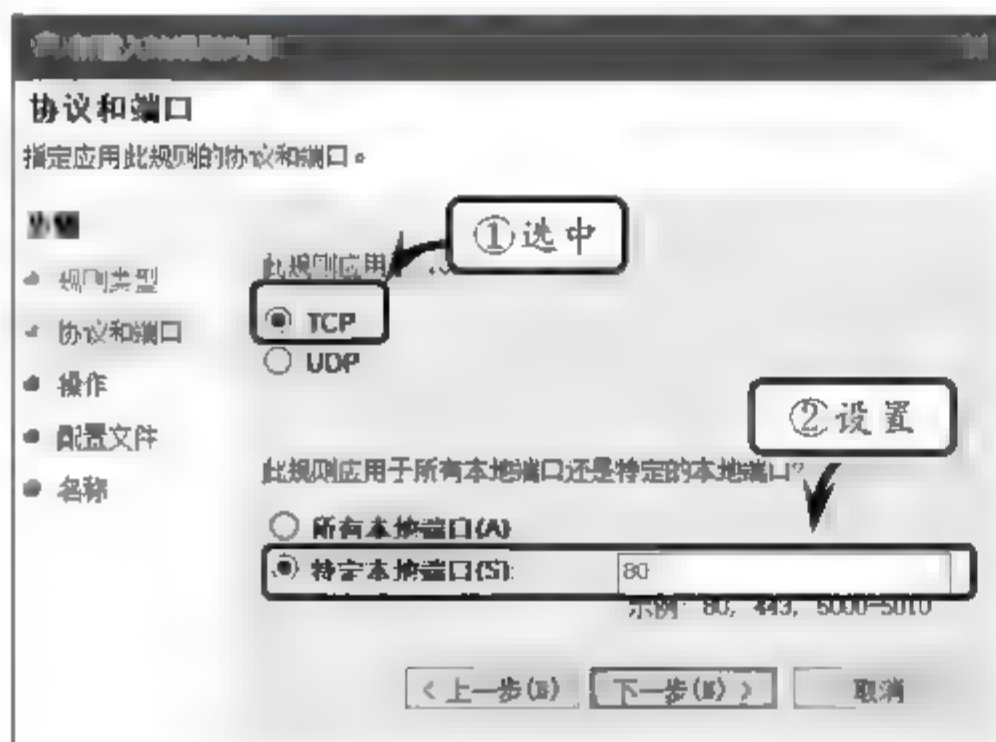 协议和端口
指定应用此规则的协议和端口。
步骤
规则类型
协议和端口
操作
配置文件
名称
①选中
此规则应用
TCP
UDP
②设置
此规则应用于所有本地端口还是特定的本地端口?
所有本地端口(A)
特定本地端口(S):
80
示例: 80, 443, 5000-5010
< 上一步(B)
下一步(N) >
取消